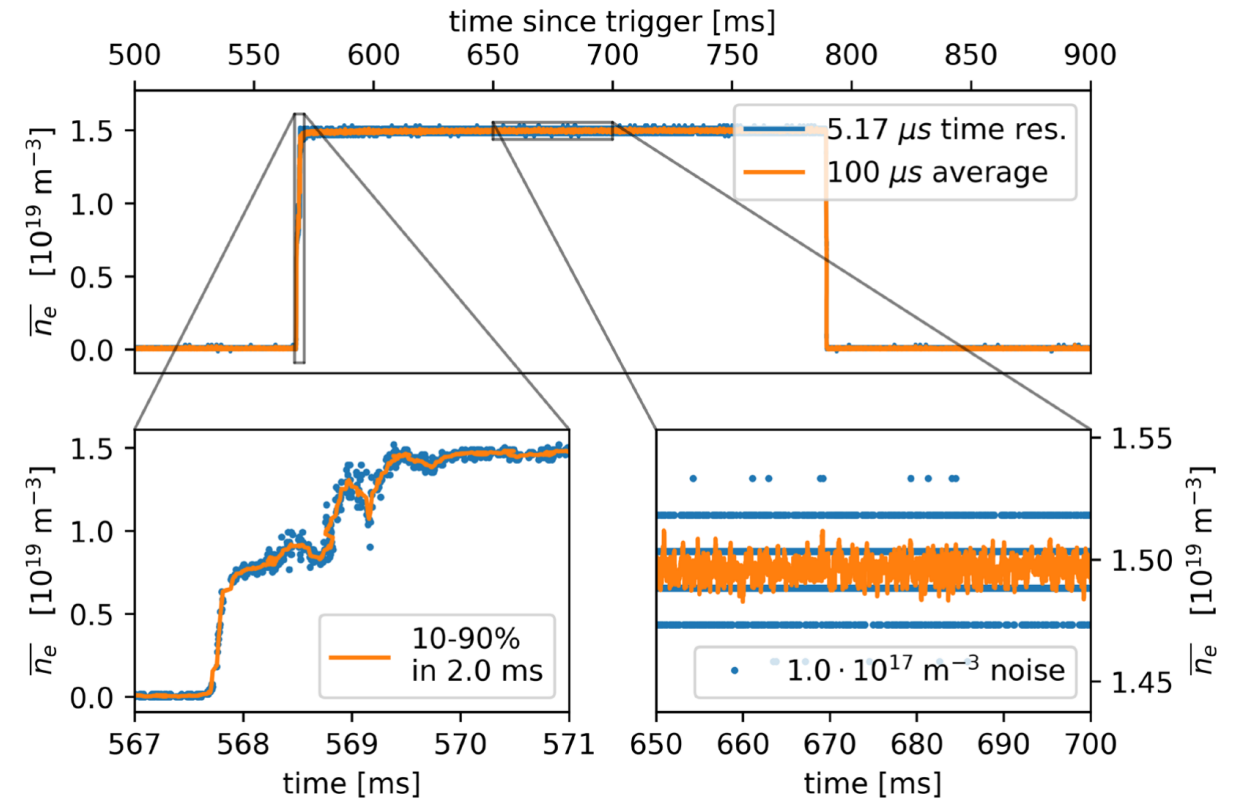 time since trigger [ms]
500 550 600 650 700 750 800 850 900
1.5
1.0
0.5
0.0
n̅ₑ [10¹⁹ m⁻³]
5.17 μs time res.
100 μs average
1.5
1.0
0.5
0.0
n̅ₑ [10¹⁹ m⁻³]
10-90%
in 2.0 ms
567 568 569 570 571
time [ms]
1.55
1.50
1.45
n̅ₑ [10¹⁹ m⁻³]
1.0 · 10¹⁷ m⁻³ noise
650 660 670 680 690 700
time [ms]